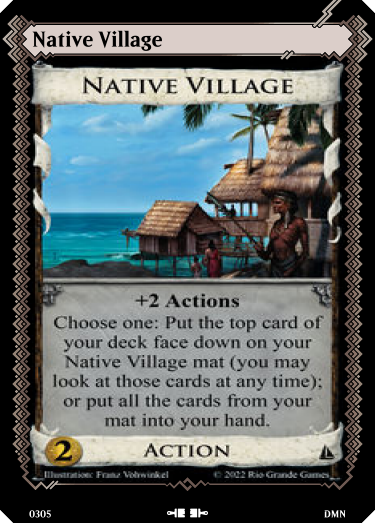 Native Village
NATIVE VILLAGE
+2 Actions
Choose one: Put the top card of
your deck face down on your
Native Village mat (you may
look at those cards at any time);
or put all the cards from your
mat into your hand.
2 ACTION
Illustration: Franz Vohwinkel © 2022 Rio Grande Games
0305 DMN